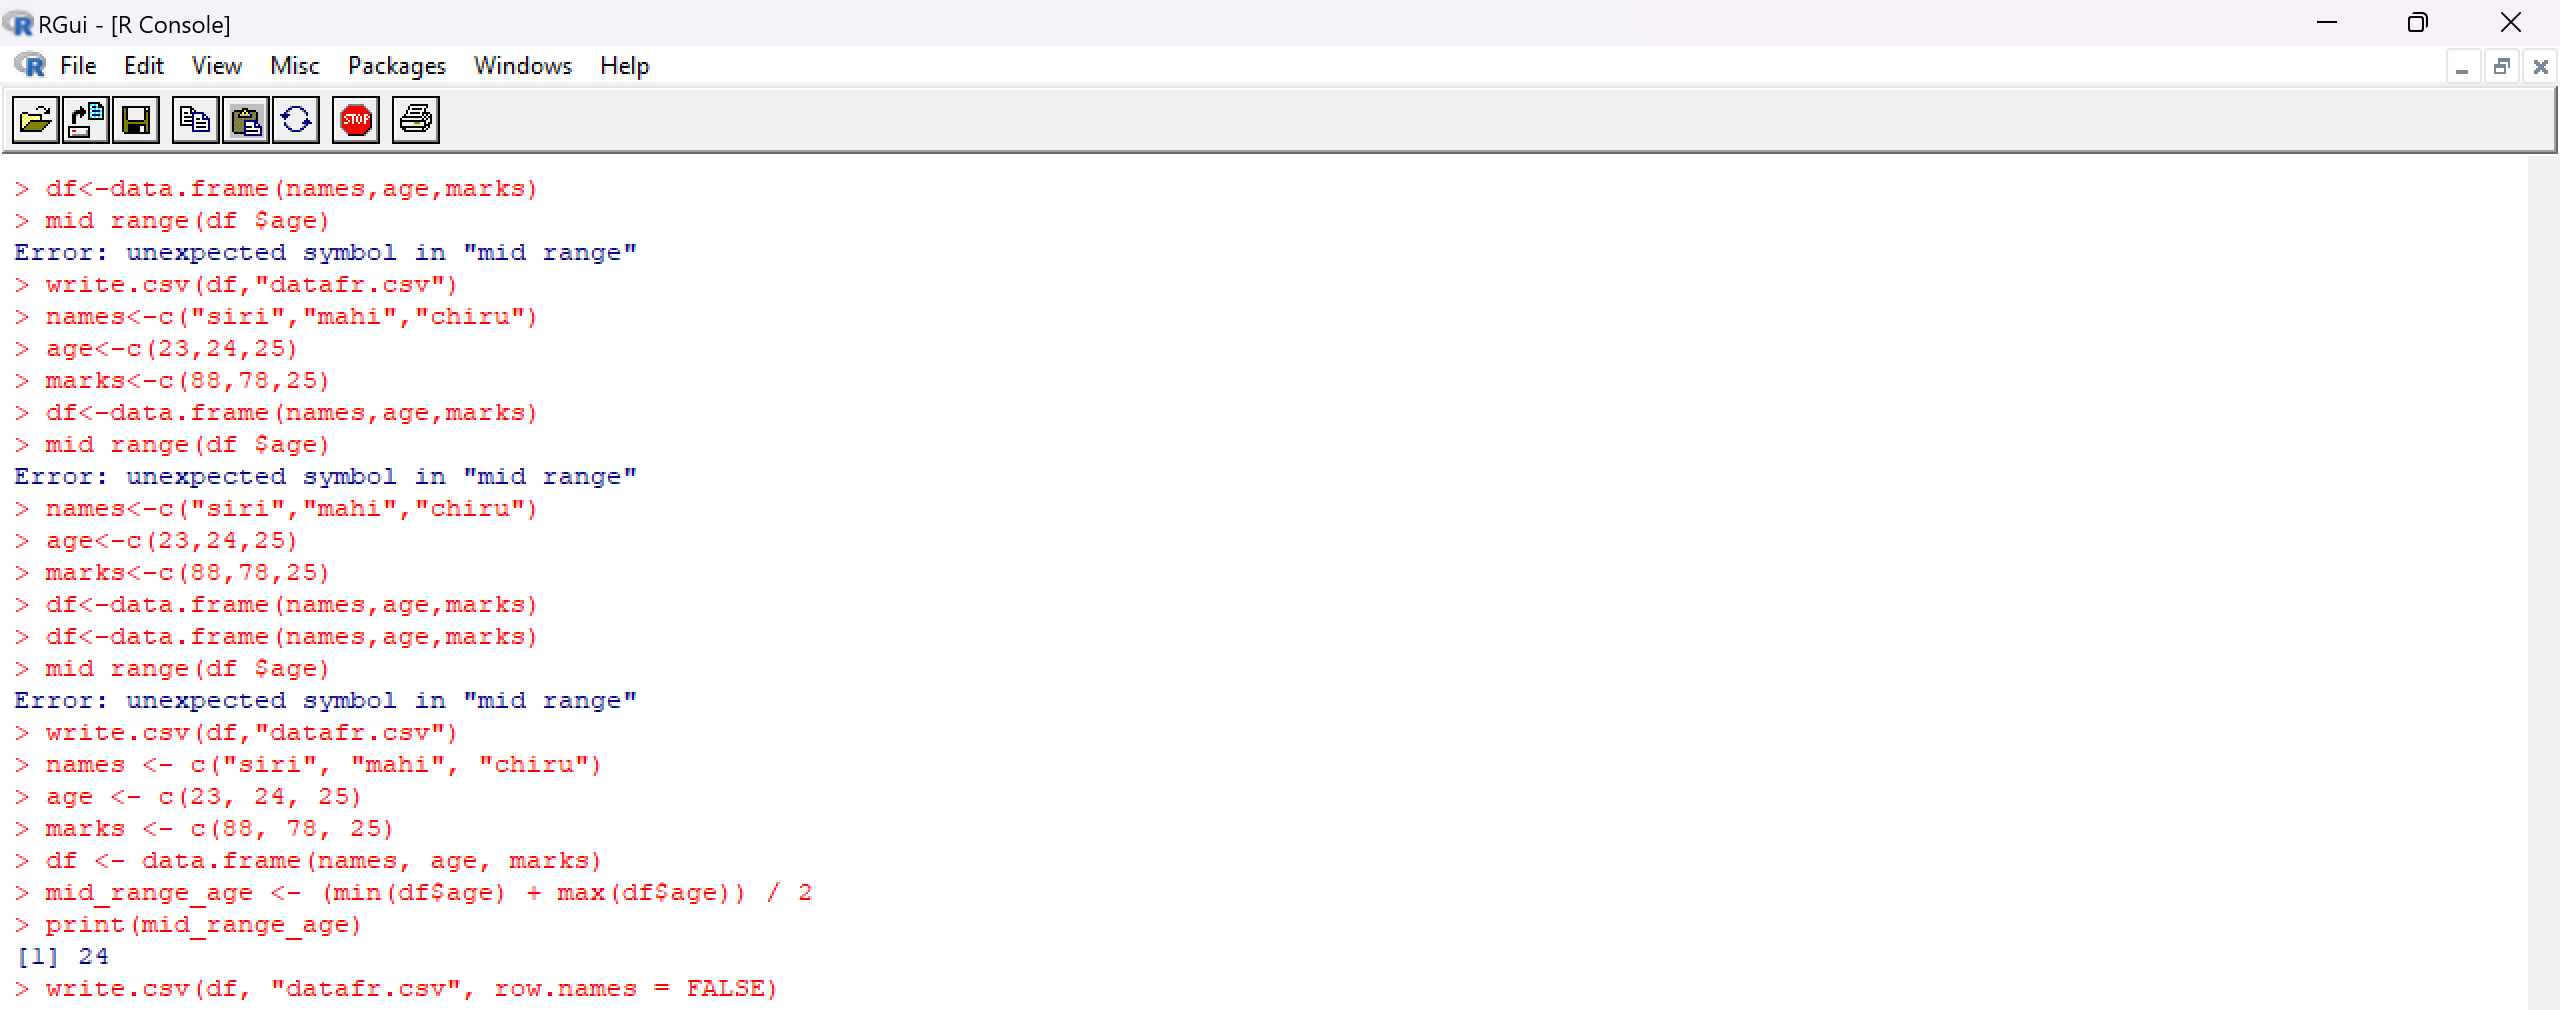 RGui - [R Console]
File Edit View Misc Packages Windows Help
STOP
> df<-data.frame(names,age,marks)
> mid range(df $age)
Error: unexpected symbol in "mid range"
> write.csv(df,"datafr.csv")
> names<-c("siri","mahi","chiru")
> age<-c(23,24,25)
> marks<-c(88,78,25)
> df<-data.frame(names,age,marks)
> mid range(df $age)
Error: unexpected symbol in "mid range"
> names<-c("siri","mahi","chiru")
> age<-c(23,24,25)
> marks<-c(88,78,25)
> df<-data.frame(names,age,marks)
> df<-data.frame(names,age,marks)
> mid range(df $age)
Error: unexpected symbol in "mid range"
> write.csv(df,"datafr.csv")
> names <- c("siri", "mahi", "chiru")
> age <- c(23, 24, 25)
> marks <- c(88, 78, 25)
> df <- data.frame(names, age, marks)
> mid_range_age <- (min(df$age) + max(df$age)) / 2
> print(mid_range_age)
[1] 24
> write.csv(df, "datafr.csv", row.names = FALSE)